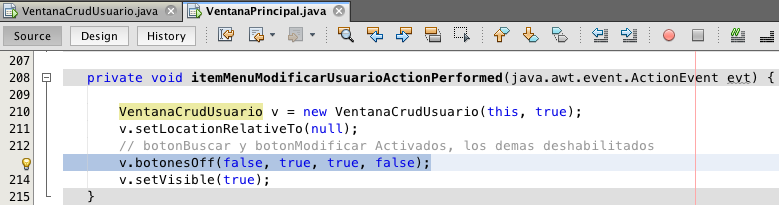 VentanaCrudUsuario.java
VentanaPrincipal.java
Source Design History
207
208 private void itemMenuModificarUsuarioActionPerformed(java.awt.event.ActionEvent evt) {
209
210 VentanaCrudUsuario v = new VentanaCrudUsuario(this, true);
211 v.setLocationRelativeTo(null);
212 // botonBuscar y botonModificar Activados, los demas deshabilitados
v.botonesOff(false, true, true, false);
214 v.setVisible(true);
215 }